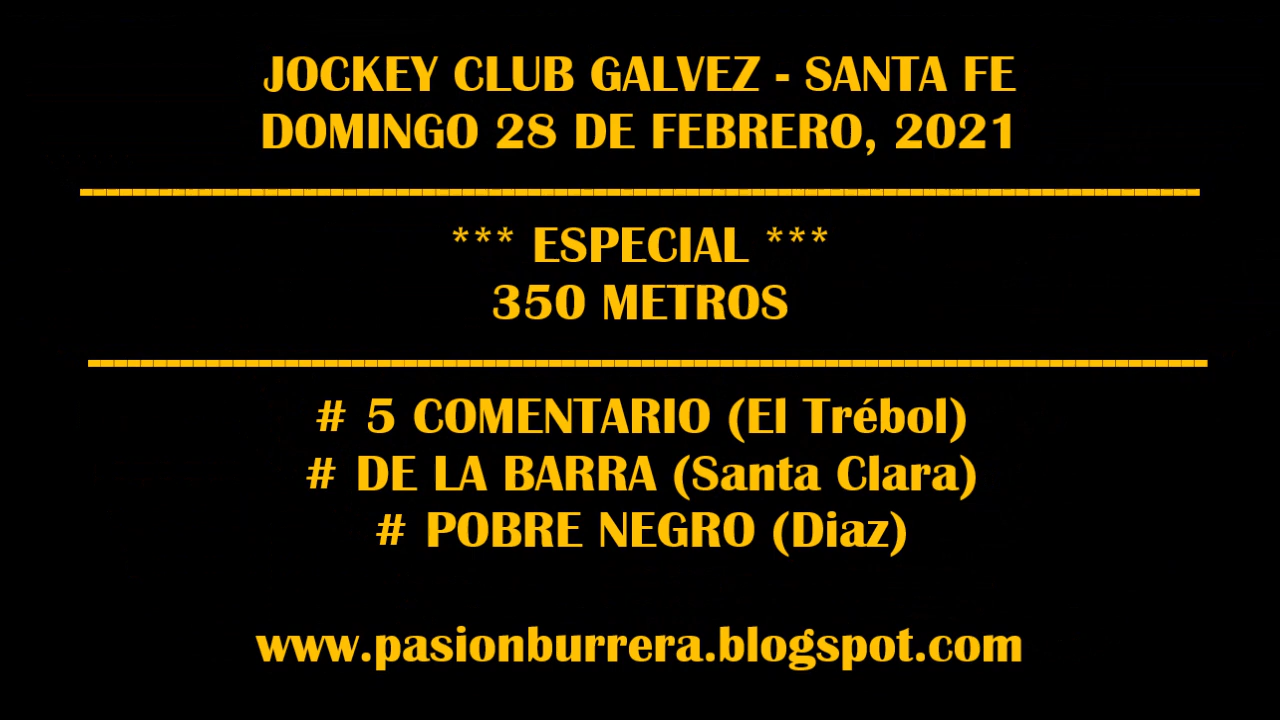 JOCKEY CLUB GALVEZ - SANTA FE
DOMINGO 28 DE FEBRERO, 2021
*** ESPECIAL ***
350 METROS
# 5 COMENTARIO (El Trébol)
# DE LA BARRA (Santa Clara)
# POBRE NEGRO (Diaz)
www.pasionburrera.blogspot.com